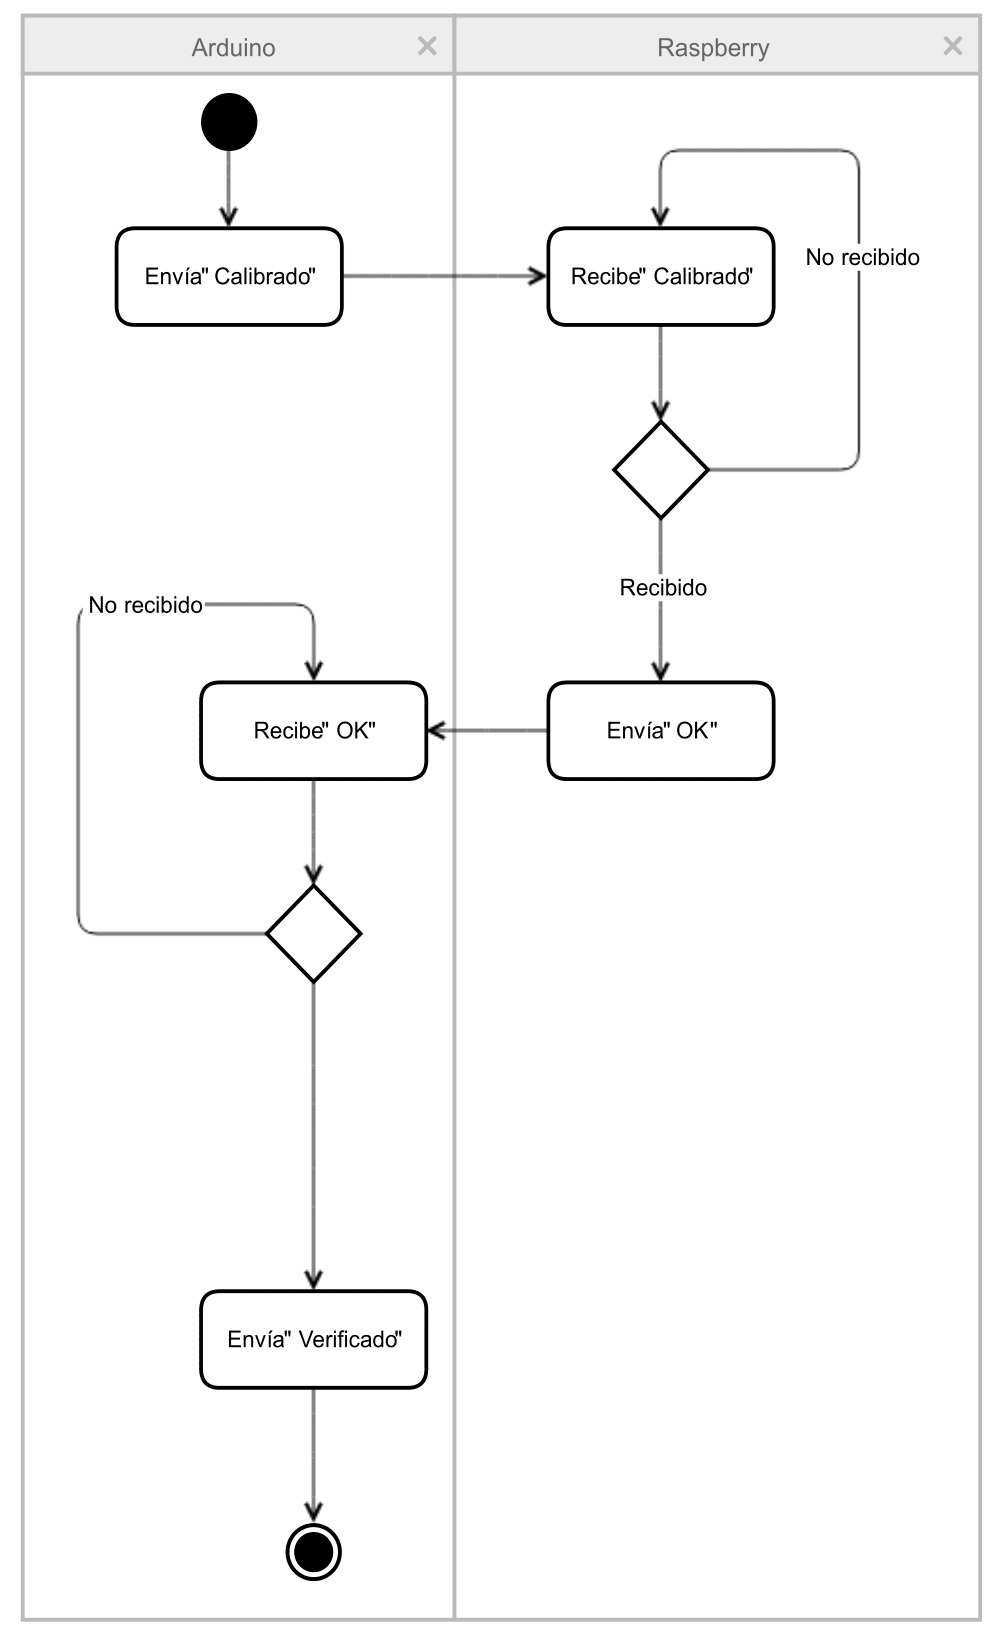 Arduino
Raspberry
Envía" Calibrado"
Recibe" Calibrado"
No recibido
Recibido
No recibido
Recibe" OK"
Envía" OK"
Envía" Verificado"